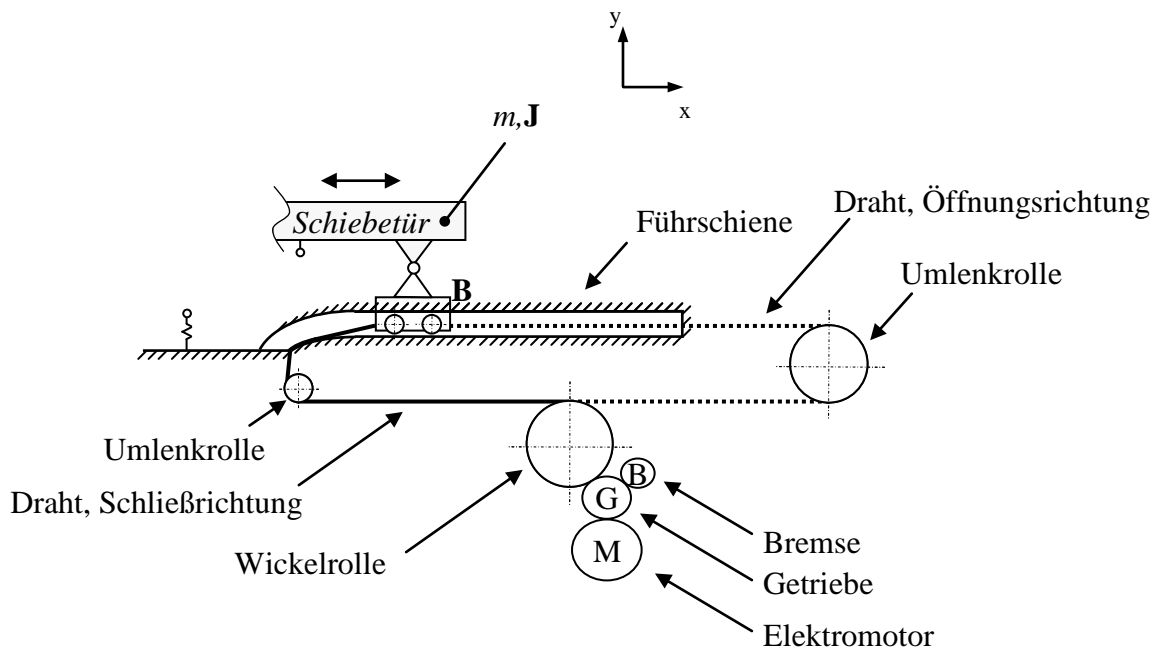 y
x
m,J
Schiebetür
Draht, Öffnungsrichtung
Führschiene
Umlenkrolle
B
Umlenkrolle
Draht, Schließrichtung
B
G
Wickelrolle
M
Bremse
Getriebe
Elektromotor